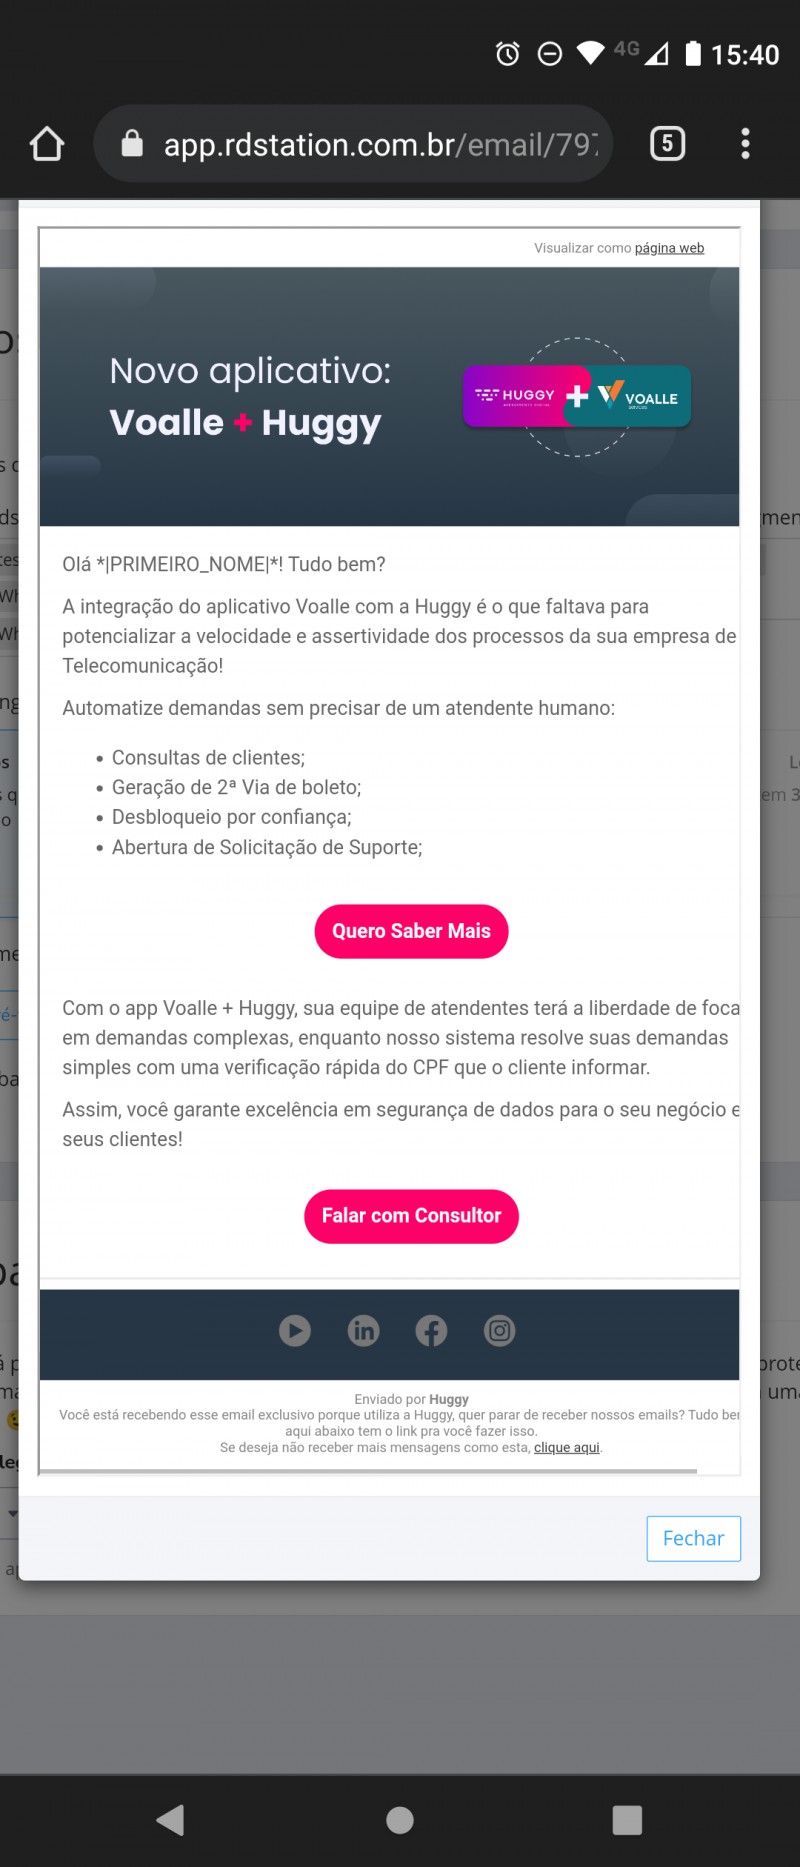 4G 15:40
app.rdstation.com.br/email/797
5
Visualizar como página web
Novo aplicativo:
Voalle + Huggy
HUGGY + VOALLE
Olá *|PRIMEIRO_NOME|*! Tudo bem?
A integração do aplicativo Voalle com a Huggy é o que faltava para
potencializar a velocidade e assertividade dos processos da sua empresa de
Telecomunicação!
Automatize demandas sem precisar de um atendente humano:
• Consultas de clientes;
• Geração de 2ª Via de boleto;
• Desbloqueio por confiança;
• Abertura de Solicitação de Suporte;
Quero Saber Mais
Com o app Voalle + Huggy, sua equipe de atendentes terá a liberdade de foca
em demandas complexas, enquanto nosso sistema resolve suas demandas
simples com uma verificação rápida do CPF que o cliente informar.
Assim, você garante excelência em segurança de dados para o seu negócio e
seus clientes!
Falar com Consultor
Enviado por Huggy
Você está recebendo esse email exclusivo porque utiliza a Huggy, quer parar de receber nossos emails? Tudo ber
aqui abaixo tem o link pra você fazer isso.
Se deseja não receber mais mensagens como esta, clique aqui.
Fechar